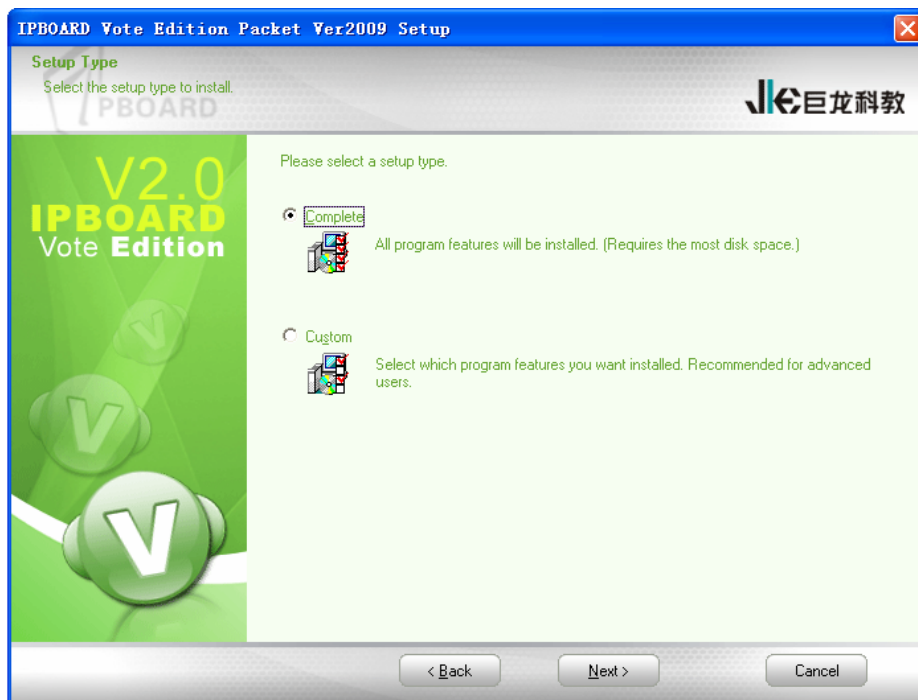 IPBOARD Vote Edition Packet Ver2009 Setup
Setup Type
Select the setup type to install.
PBOARD
巨龙科教
V2.0
IPBOARD
Vote Edition
Please select a setup type.
Complete
All program features will be installed. (Requires the most disk space.)
Custom
Select which program features you want installed. Recommended for advanced
users.
V
V
V
< Back
Next >
Cancel